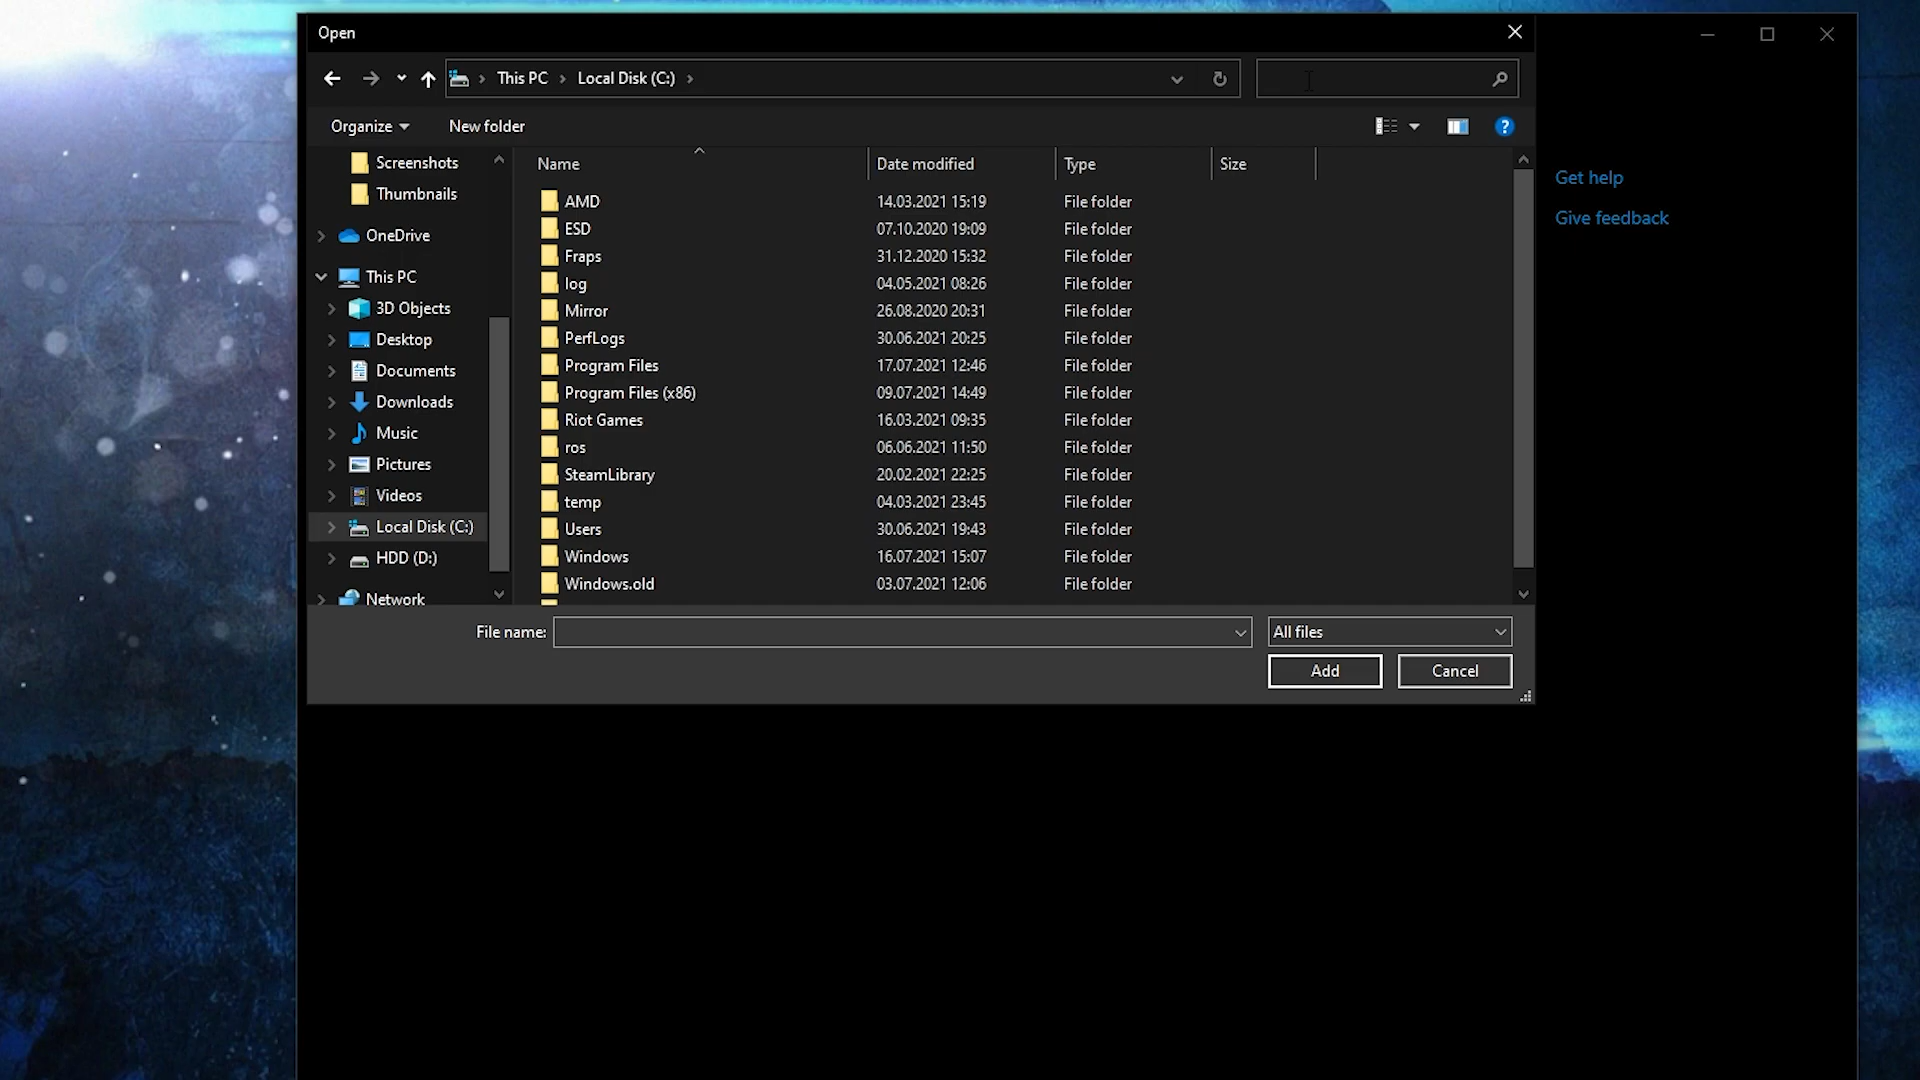 Open
This PC Local Disk (C:)
Organize New folder
Screenshots
Thumbnails
OneDrive
This PC
3D Objects
Desktop
Documents
Downloads
Music
Pictures
Videos
Local Disk (C:)
HDD (D:)
Network
Name Date modified Type Size
AMD 14.03.2021 15:19 File folder
ESD 07.10.2020 19:09 File folder
Fraps 31.12.2020 15:32 File folder
log 04.05.2021 08:26 File folder
Mirror 26.08.2020 20:31 File folder
PerfLogs 30.06.2021 20:25 File folder
Program Files 17.07.2021 12:46 File folder
Program Files (x86) 09.07.2021 14:49 File folder
Riot Games 16.03.2021 09:35 File folder
ros 06.06.2021 11:50 File folder
SteamLibrary 20.02.2021 22:25 File folder
temp 04.03.2021 23:45 File folder
Users 30.06.2021 19:43 File folder
Windows 16.07.2021 15:07 File folder
Windows.old 03.07.2021 12:06 File folder
File name: All files
Add Cancel
Get help
Give feedback